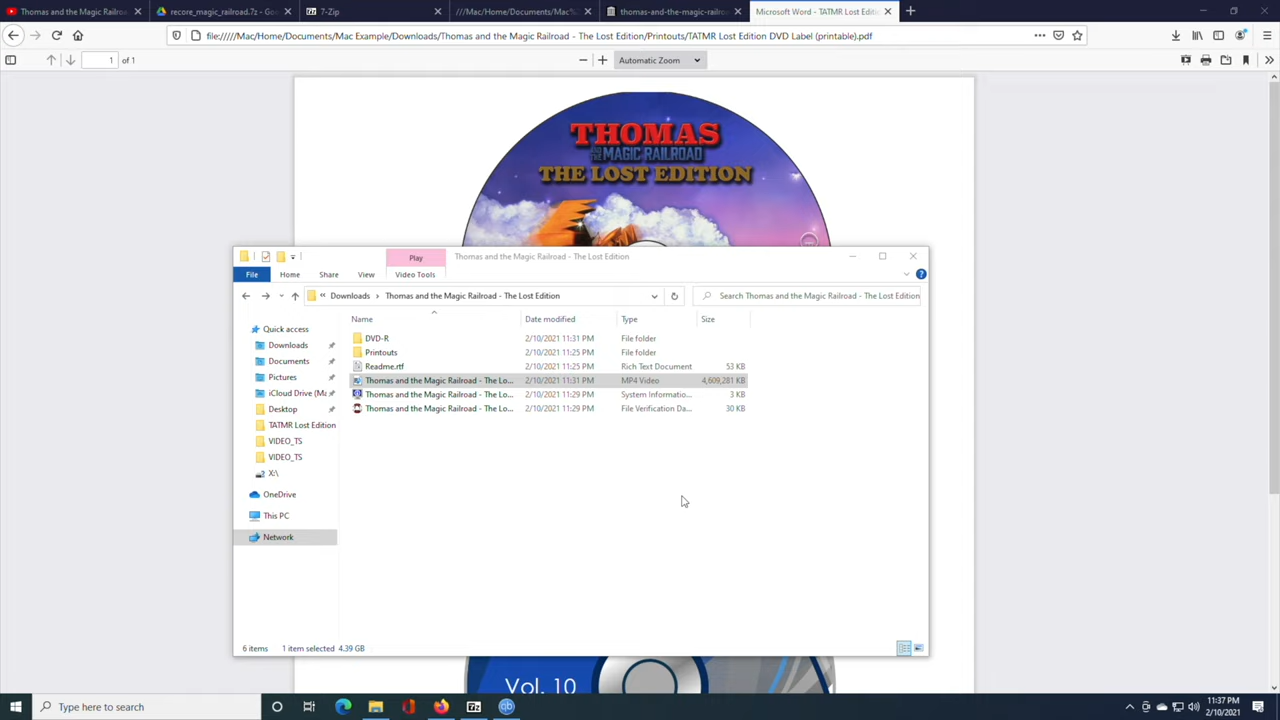 Thomas and the Magic Railroad
recore_magic_railroad.7z - Goo
7-Zip
///Mac/Home/Documents/Mac%2
thomas-and-the-magic-railroad
Microsoft Word - TATMR Lost Editi
file://///Mac/Home/Documents/Mac Example/Downloads/Thomas and the Magic Railroad - The Lost Edition/Printouts/TATMR Lost Edition DVD Label (printable).pdf
1 of 1
Automatic Zoom
THOMAS
AND THE MAGIC RAILROAD
THE LOST EDITION
Play
Thomas and the Magic Railroad - The Lost Edition
File Home Share View Video Tools
« Downloads > Thomas and the Magic Railroad - The Lost Edition
Search Thomas and the Magic Railroad - The Lost Edition
Name Date modified Type Size
Quick access
Downloads
Documents
Pictures
iCloud Drive (Ma
Desktop
TATMR Lost Edition
VIDEO_TS
VIDEO_TS
X:\
OneDrive
This PC
Network
DVD-R 2/10/2021 11:31 PM File folder
Printouts 2/10/2021 11:25 PM File folder
Readme.rtf 2/10/2021 11:25 PM Rich Text Document 53 KB
Thomas and the Magic Railroad - The Lo... 2/10/2021 11:31 PM MP4 Video 4,609,281 KB
Thomas and the Magic Railroad - The Lo... 2/10/2021 11:29 PM System Informatio... 3 KB
Thomas and the Magic Railroad - The Lo... 2/10/2021 11:29 PM File Verification Da... 30 KB
6 items 1 item selected 4.39 GB
Vol. 10
Type here to search
7z
qb
11:37 PM
2/10/2021